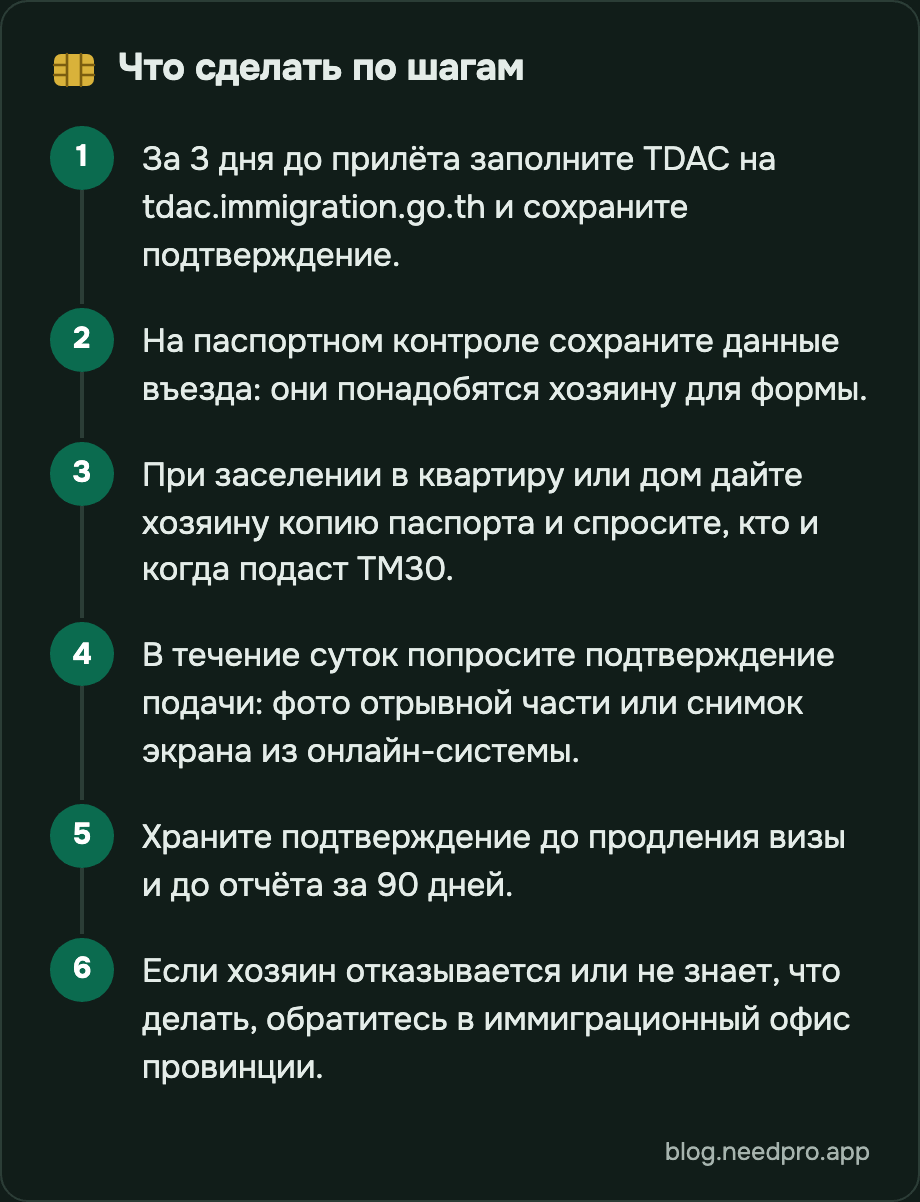 Что сделать по шагам
1
За 3 дня до прилёта заполните TDAC на
tdac.immigration.go.th и сохраните
подтверждение.
2
На паспортном контроле сохраните данные
въезда: они понадобятся хозяину для формы.
3
При заселении в квартиру или дом дайте
хозяину копию паспорта и спросите, кто и
когда подаст TM30.
4
В течение суток попросите подтверждение
подачи: фото отрывной части или снимок
экрана из онлайн-системы.
5
Храните подтверждение до продления визы
и до отчёта за 90 дней.
6
Если хозяин отказывается или не знает, что
делать, обратитесь в иммиграционный офис
провинции.
blog.needpro.app